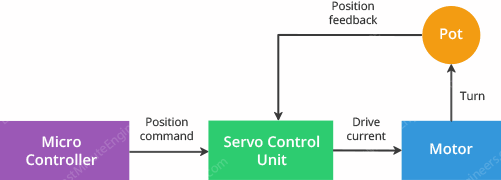 Position
feedback
Pot
Turn
Position
command
Drive
current
Micro
Controller
Servo Control
Unit
Motor